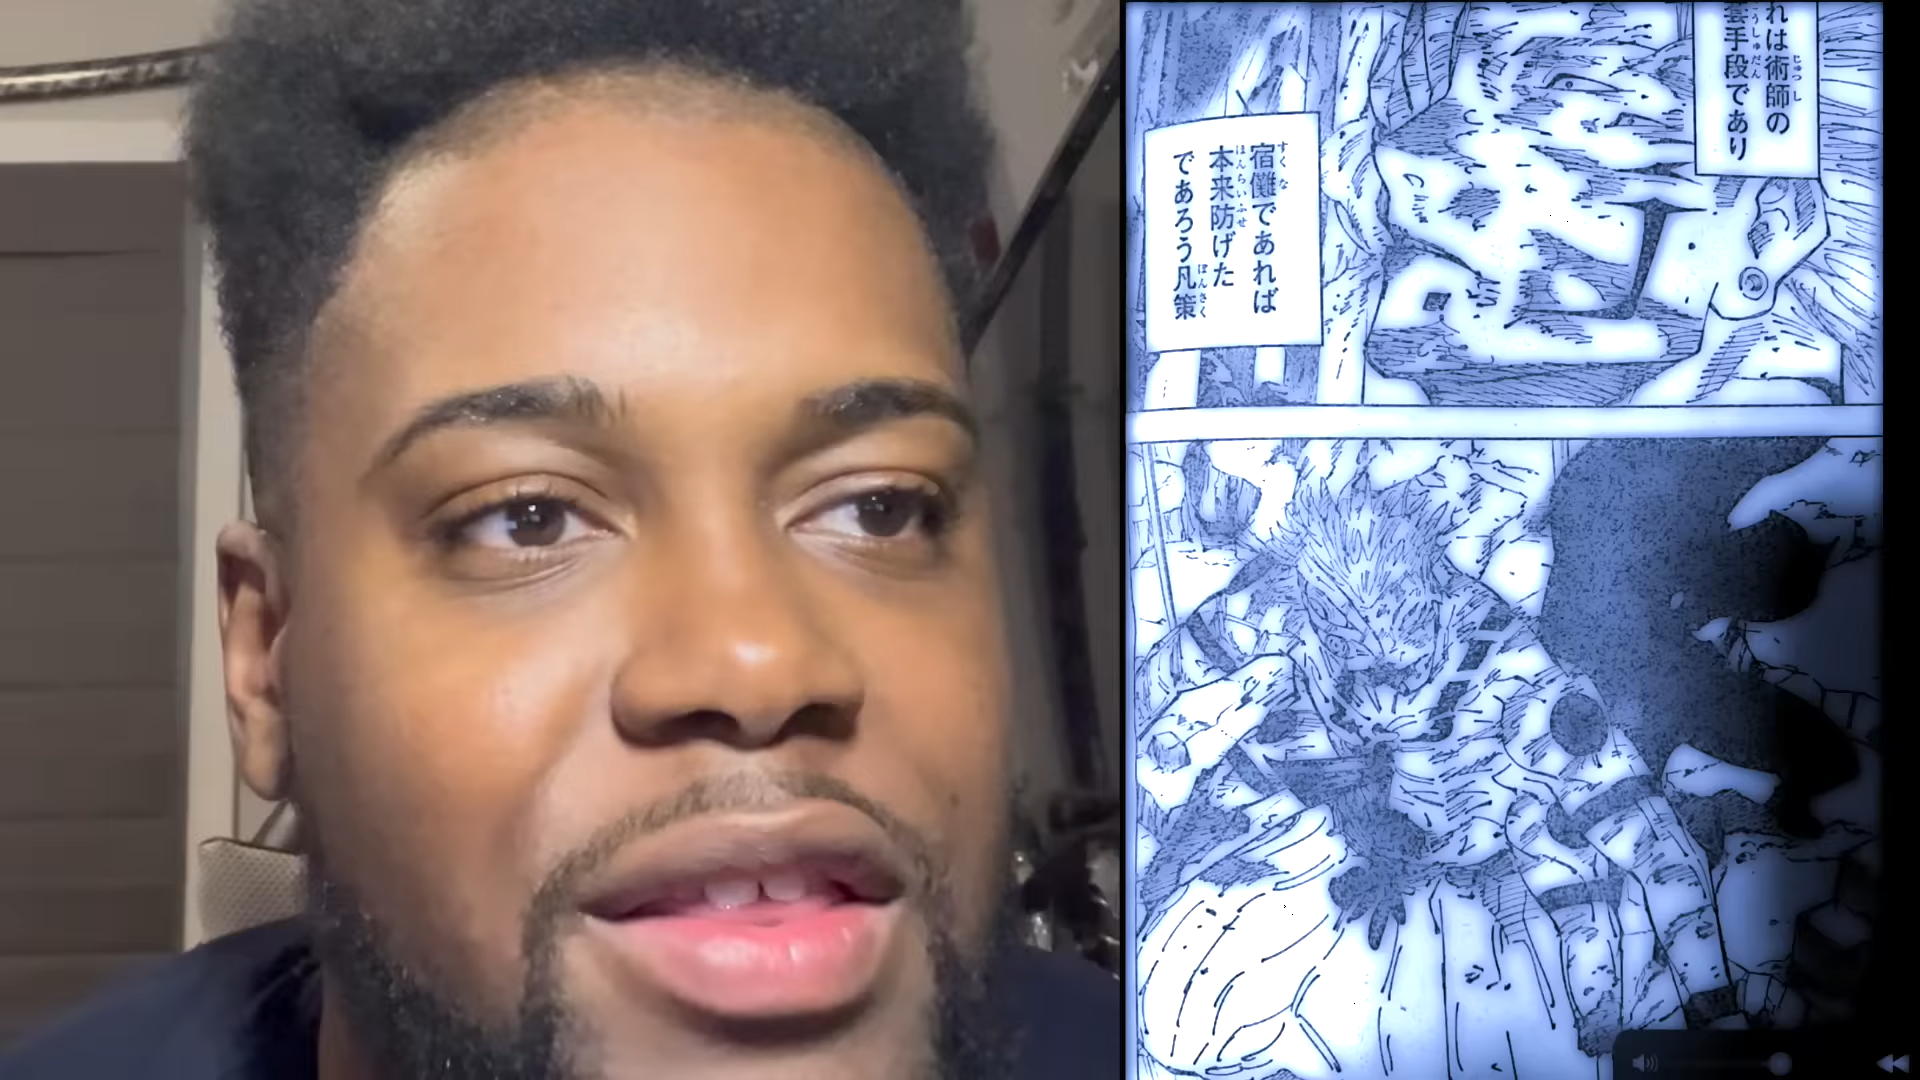 れは術師の
套手段であり
宿儺であれば
本来防げた
であろう凡策